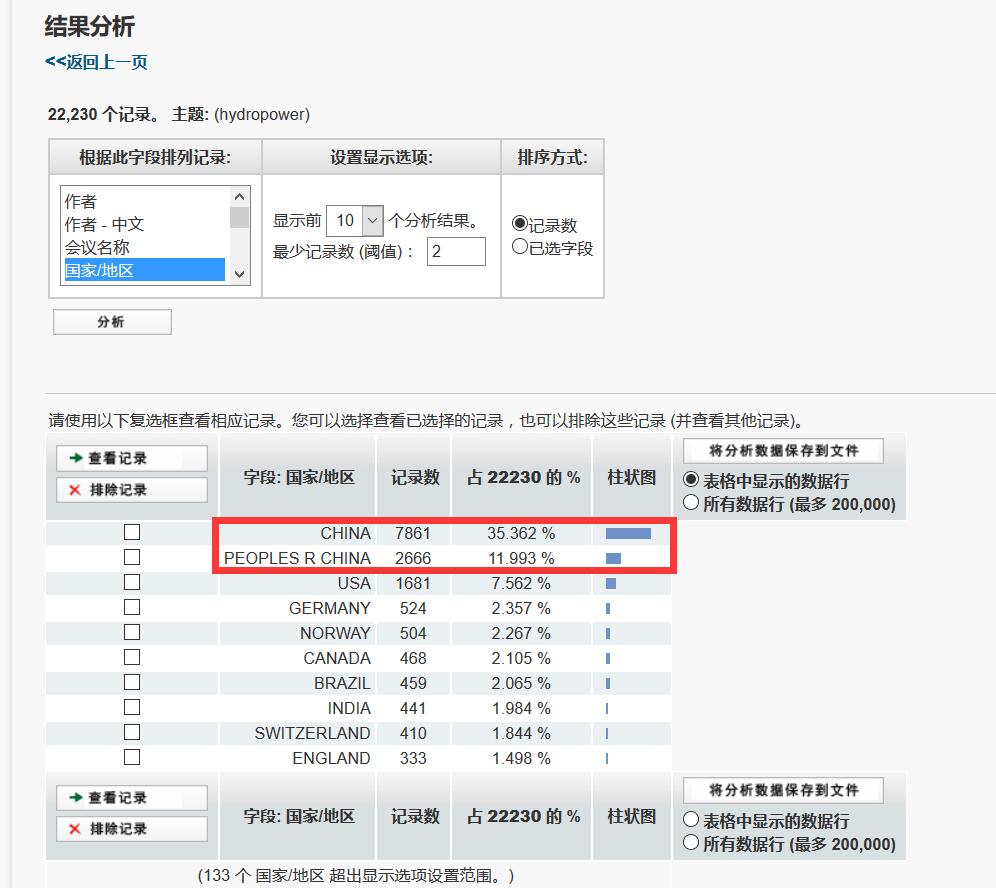 结果分析
<<返回上一页
22,230 个记录。 主题: (hydropower)
根据此字段排列记录: 设置显示选项: 排序方式:
作者
作者 - 中文
会议名称
国家/地区
显示前 10 个分析结果。
最少记录数 (阈值)： 2
记录数
已选字段
分析
请使用以下复选框查看相应记录。您可以选择查看已选择的记录，也可以排除这些记录 (并查看其他记录)。
查看记录
排除记录
字段: 国家/地区 记录数 占 22230 的 % 柱状图
将分析数据保存到文件
表格中显示的数据行
所有数据行 (最多 200,000)
CHINA 7861 35.362 %
PEOPLES R CHINA 2666 11.993 %
USA 1681 7.562 %
GERMANY 524 2.357 %
NORWAY 504 2.267 %
CANADA 468 2.105 %
BRAZIL 459 2.065 %
INDIA 441 1.984 %
SWITZERLAND 410 1.844 %
ENGLAND 333 1.498 %
查看记录
排除记录
字段: 国家/地区 记录数 占 22230 的 % 柱状图
将分析数据保存到文件
表格中显示的数据行
所有数据行 (最多 200,000)
(133 个 国家/地区 超出显示选项设置范围。)